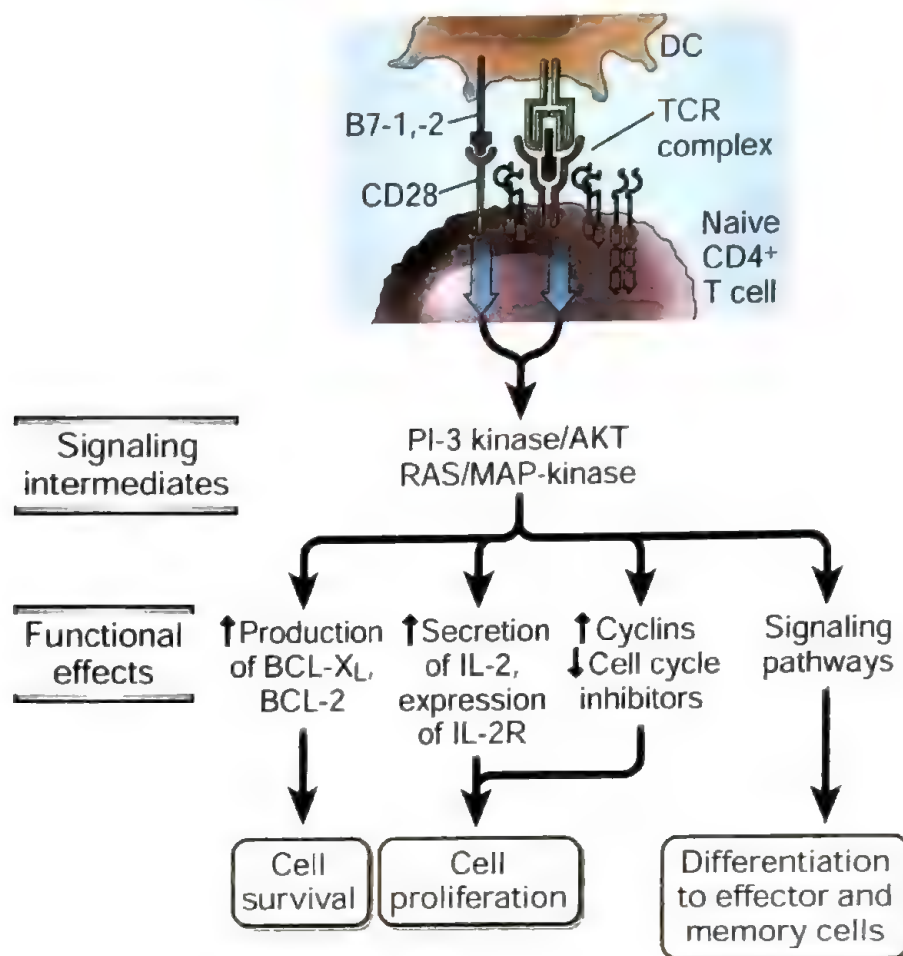 DC
B7-1,-2
TCR
complex
CD28
Naive
CD4+
T cell
Signaling
intermediates
PI-3 kinase/AKT
RAS/MAP-kinase
Functional
effects
↑Production
of BCL-XL,
BCL-2
↑Secretion
of IL-2,
expression
of IL-2R
↑Cyclins
↓Cell cycle
inhibitors
Signaling
pathways
Cell
survival
Cell
proliferation
Differentiation
to effector and
memory cells